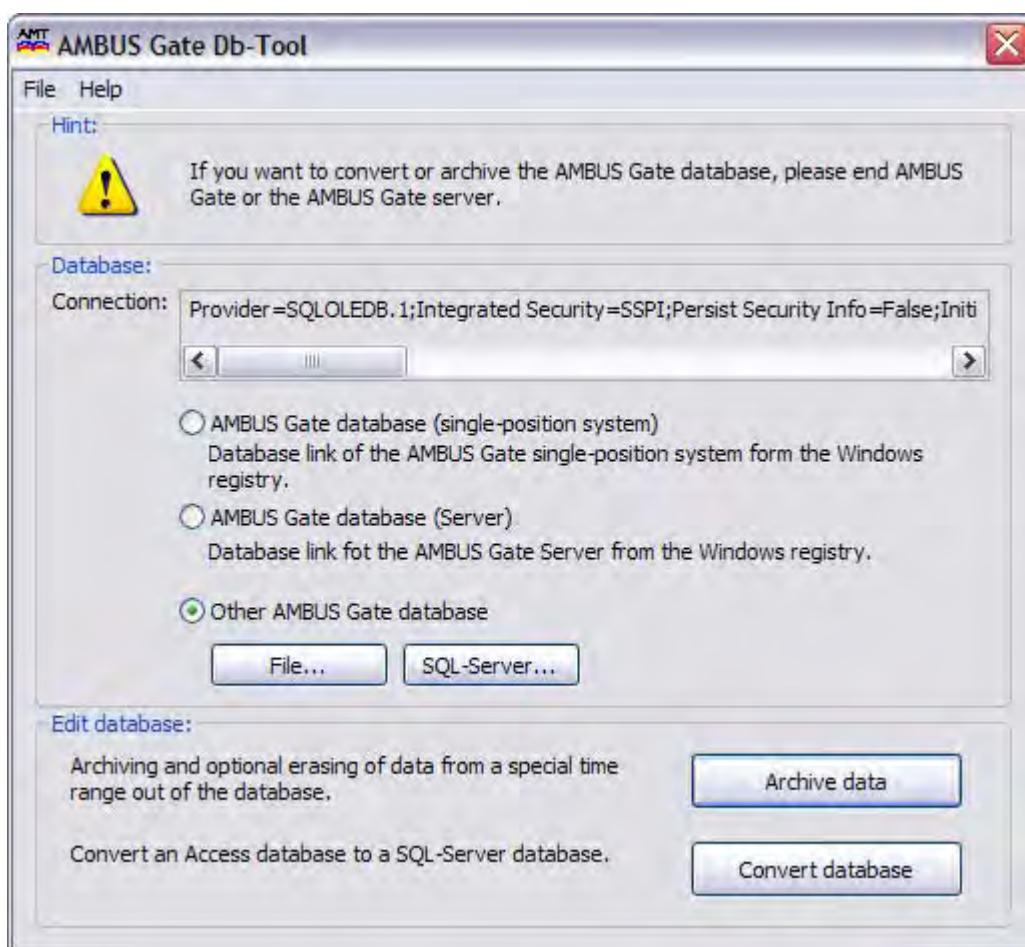 AMT
AMBUS Gate Db-Tool
File Help
Hint:
If you want to convert or archive the AMBUS Gate database, please end AMBUS
Gate or the AMBUS Gate server.
Database:
Connection:
Provider=SQLOLEDB.1;Integrated Security=SSPI;Persist Security Info=False;Initi
AMBUS Gate database (single-position system)
Database link of the AMBUS Gate single-position system form the Windows
registry.
AMBUS Gate database (Server)
Database link fot the AMBUS Gate Server from the Windows registry.
Other AMBUS Gate database
File... SQL-Server...
Edit database:
Archiving and optional erasing of data from a special time
range out of the database.
Archive data
Convert an Access database to a SQL-Server database.
Convert database